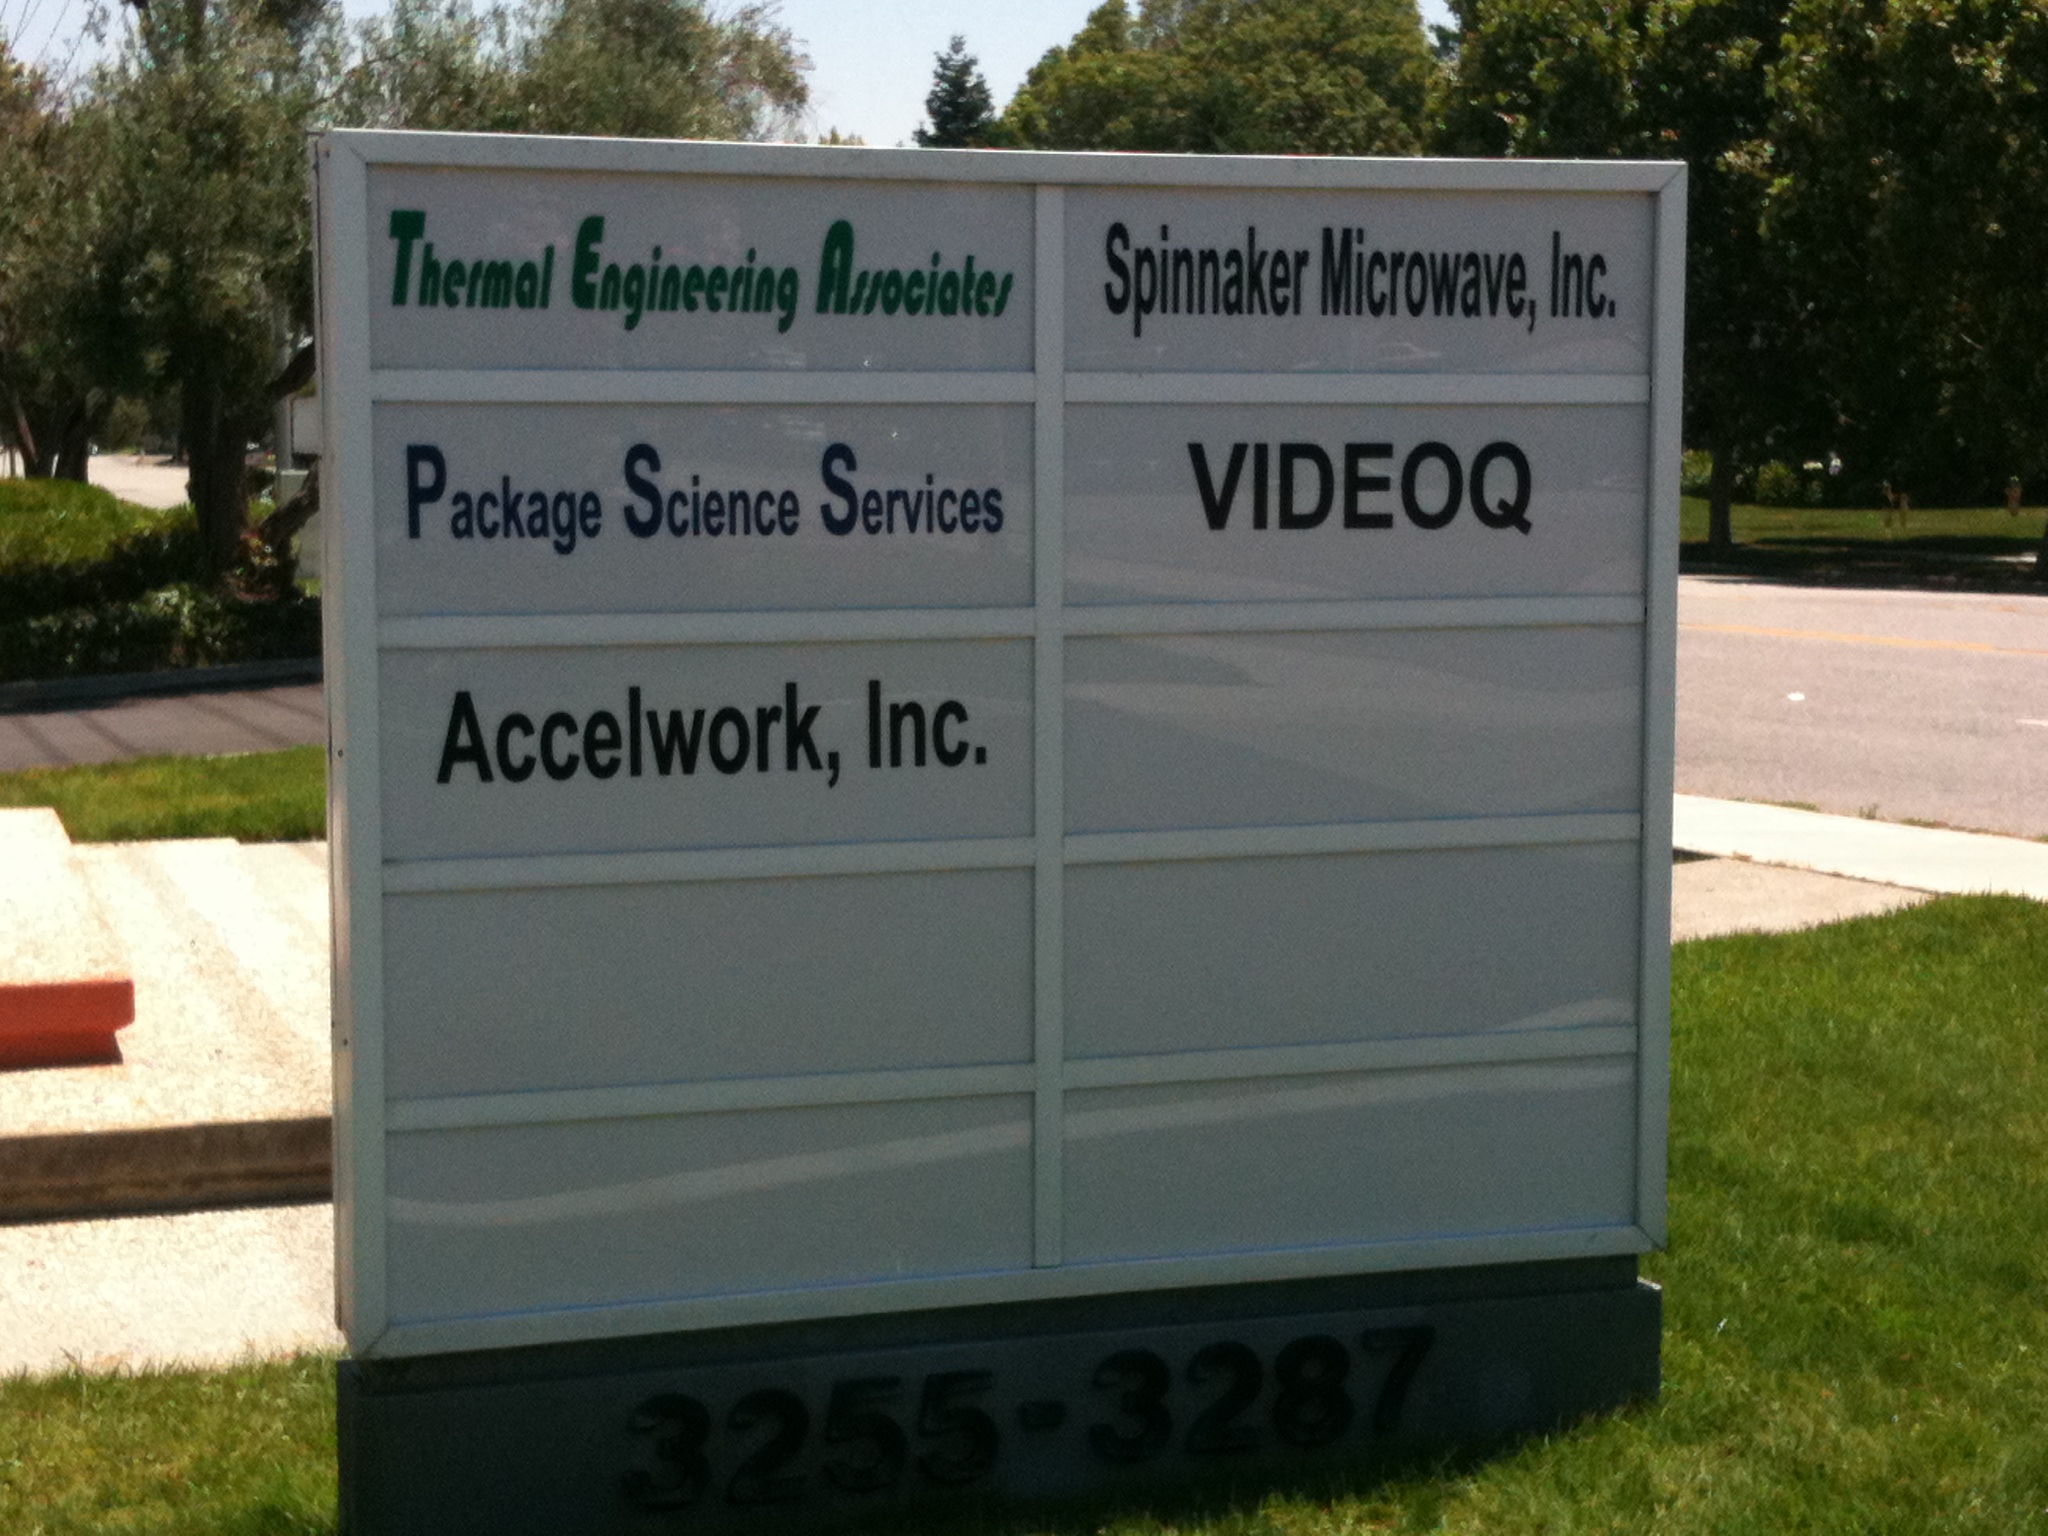 Thermal Engineering Associates
Spinnaker Microwave, Inc.
Package Science Services
VIDEOQ
Accelwork, Inc.
3255-3287